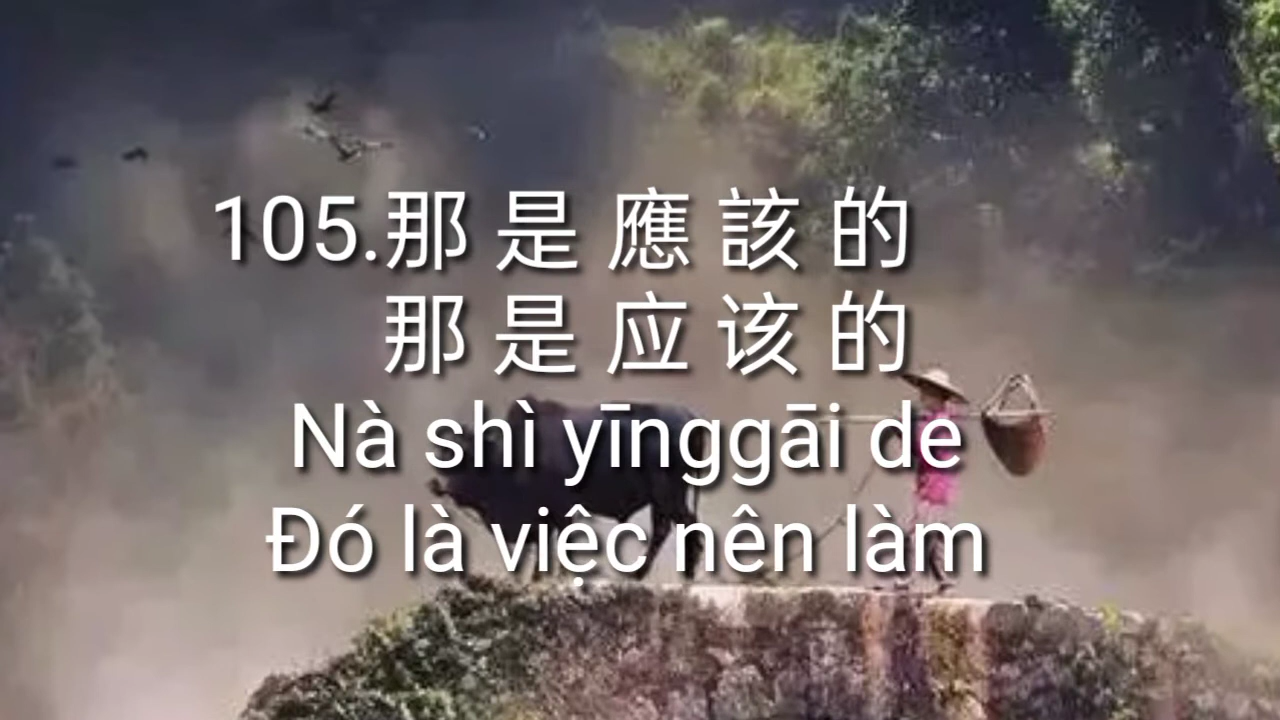 105.那 是 應 該 的
那 是 应 该 的
Nà shì yīnggāi de
Đó là việc nên làm